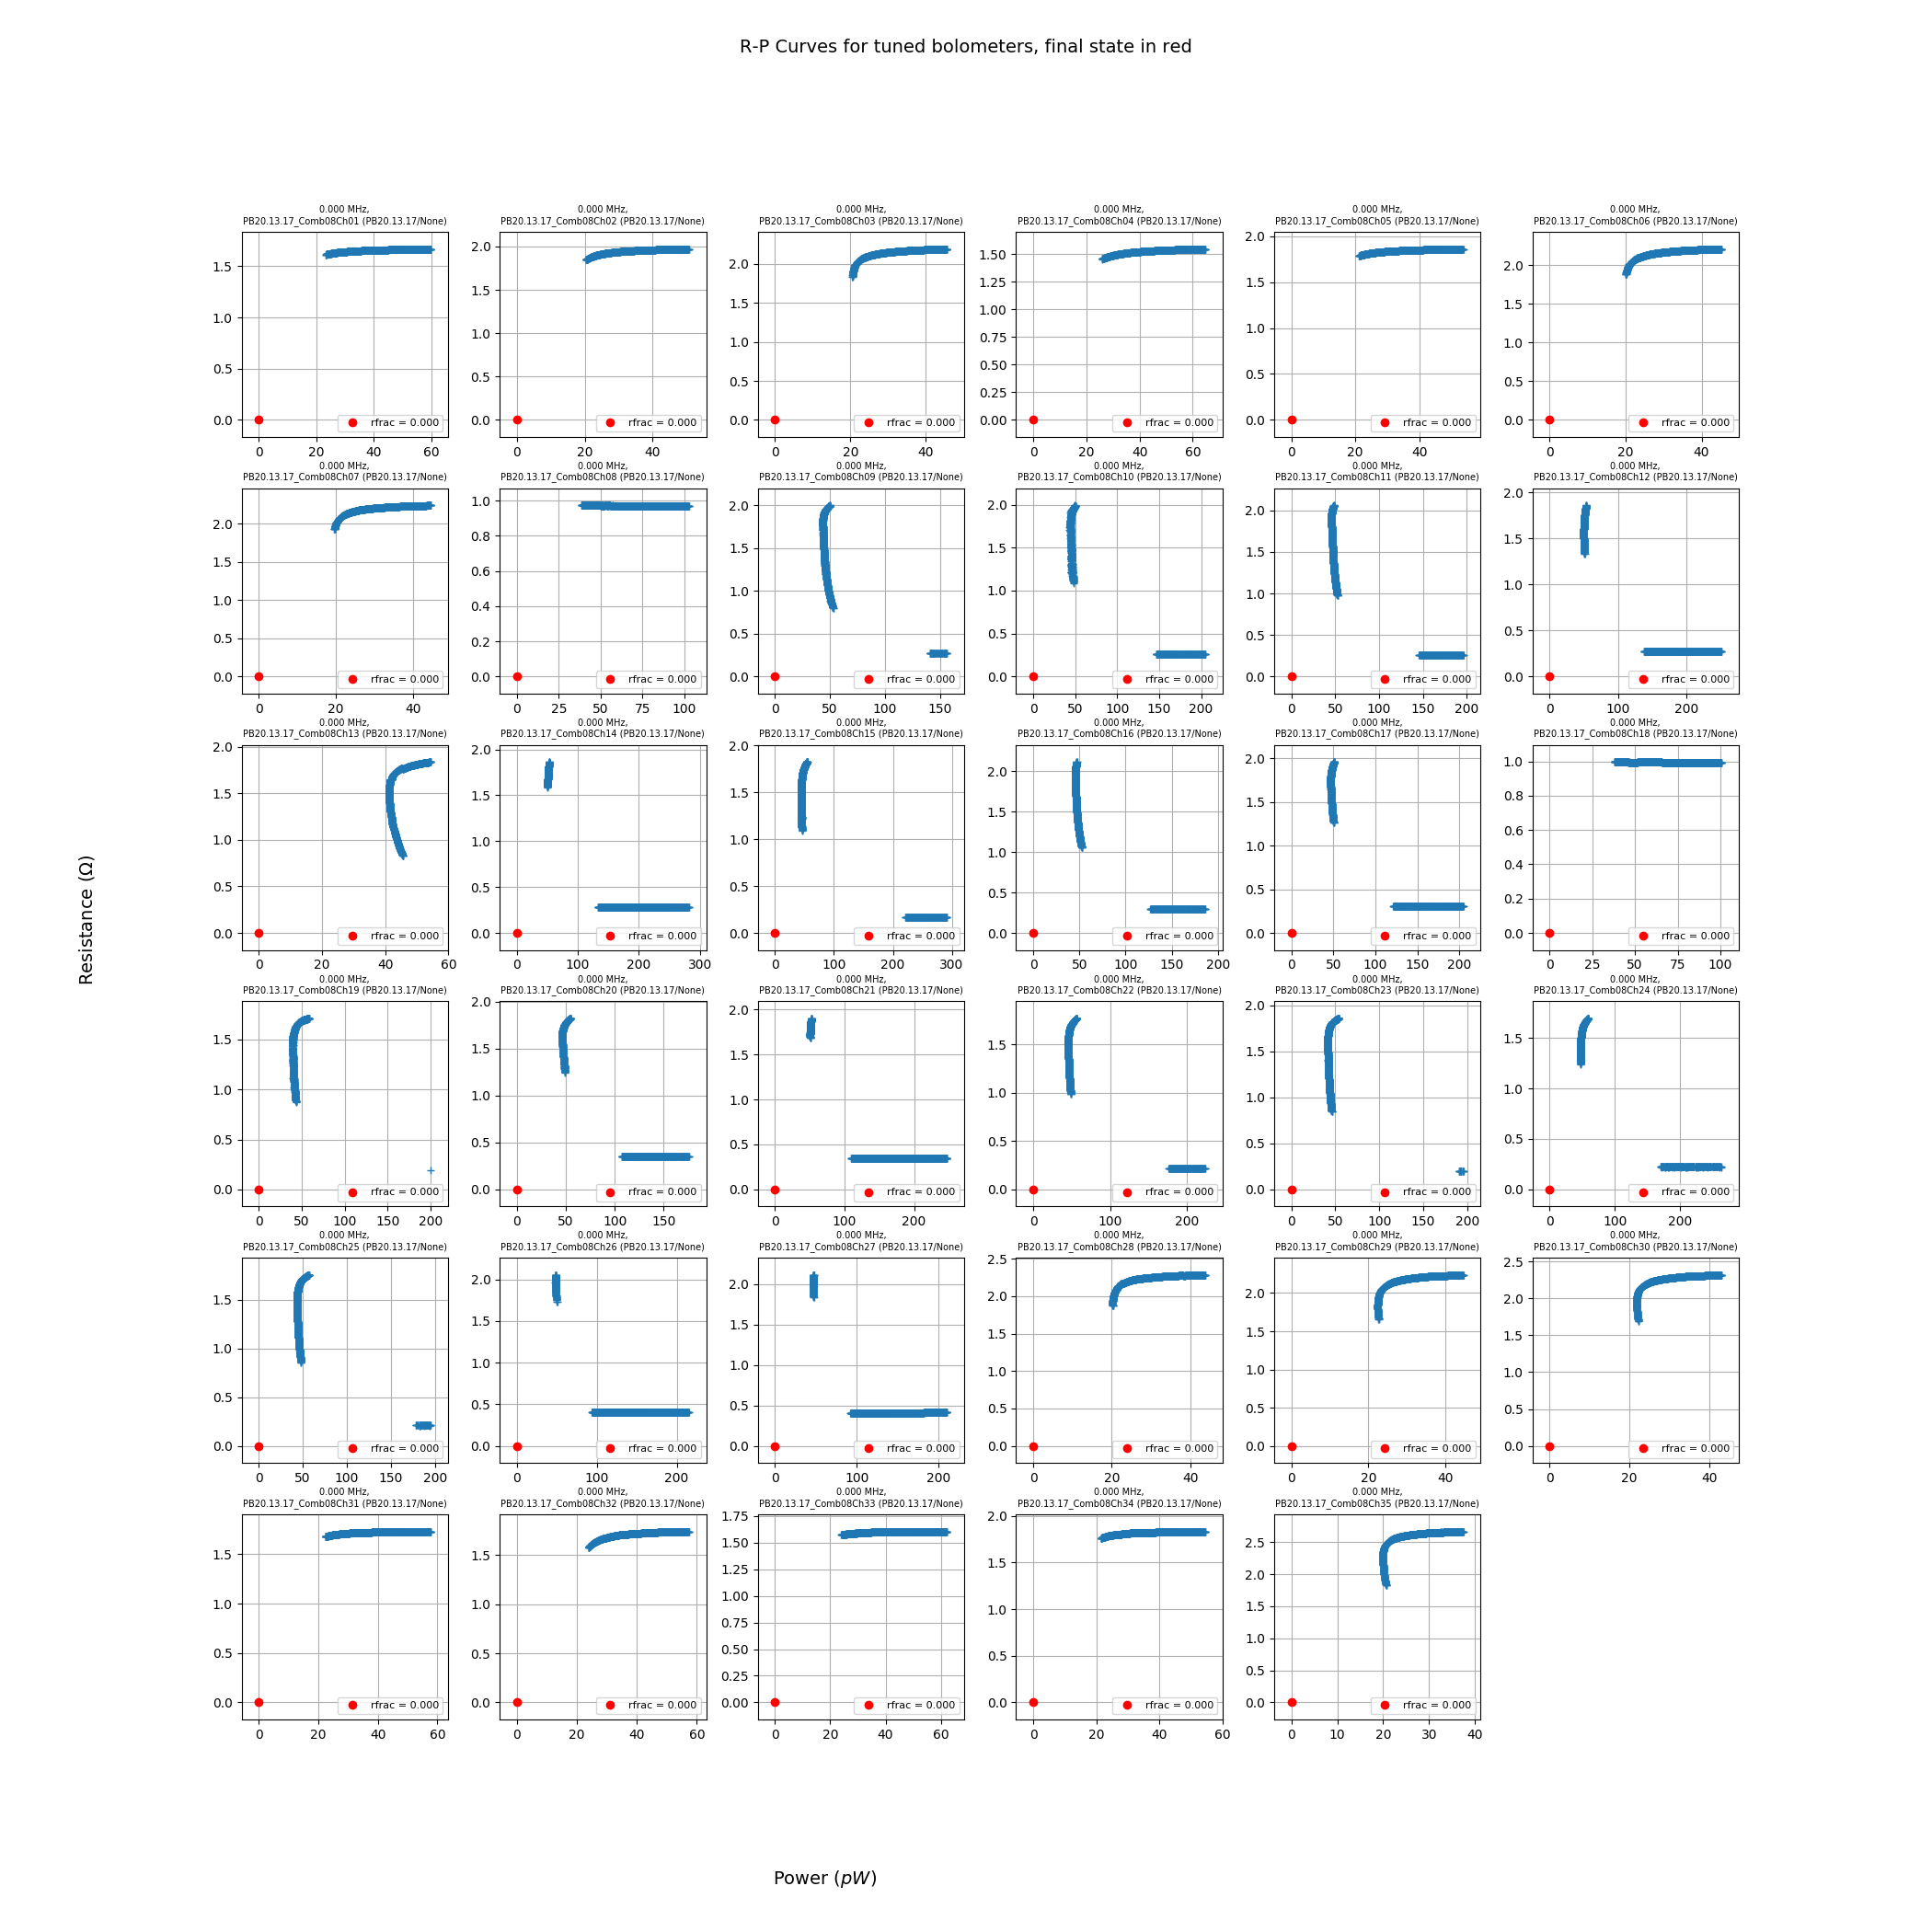 R-P Curves for tuned bolometers, final state in red
Resistance (Ω)
0.000 MHz,
PB20.13.17_Comb08Ch01 (PB20.13.17/None)
1.5
1.0
0.5
0.0
rfrac = 0.000
0 20 40 60
0.000 MHz,
PB20.13.17_Comb08Ch02 (PB20.13.17/None)
2.0
1.5
1.0
0.5
0.0
rfrac = 0.000
0 20 40
0.000 MHz,
PB20.13.17_Comb08Ch03 (PB20.13.17/None)
2.0
1.5
1.0
0.5
0.0
rfrac = 0.000
0 20 40
0.000 MHz,
PB20.13.17_Comb08Ch04 (PB20.13.17/None)
1.50
1.25
1.00
0.75
0.50
0.25
0.00
rfrac = 0.000
0 20 40 60
0.000 MHz,
PB20.13.17_Comb08Ch05 (PB20.13.17/None)
2.0
1.5
1.0
0.5
0.0
rfrac = 0.000
0 20 40
0.000 MHz,
PB20.13.17_Comb08Ch06 (PB20.13.17/None)
2.0
1.5
1.0
0.5
0.0
rfrac = 0.000
0 20 40
0.000 MHz,
PB20.13.17_Comb08Ch07 (PB20.13.17/None)
2.0
1.5
1.0
0.5
0.0
rfrac = 0.000
0 20 40
0.000 MHz,
PB20.13.17_Comb08Ch08 (PB20.13.17/None)
1.0
0.8
0.6
0.4
0.2
0.0
rfrac = 0.000
0 25 50 75 100
0.000 MHz,
PB20.13.17_Comb08Ch09 (PB20.13.17/None)
2.0
1.5
1.0
0.5
0.0
rfrac = 0.000
0 50 100 150
0.000 MHz,
PB20.13.17_Comb08Ch10 (PB20.13.17/None)
2.0
1.5
1.0
0.5
0.0
rfrac = 0.000
0 50 100 150 200
0.000 MHz,
PB20.13.17_Comb08Ch11 (PB20.13.17/None)
2.0
1.5
1.0
0.5
0.0
rfrac = 0.000
0 50 100 150 200
0.000 MHz,
PB20.13.17_Comb08Ch12 (PB20.13.17/None)
2.0
1.5
1.0
0.5
0.0
rfrac = 0.000
0 100 200
0.000 MHz,
PB20.13.17_Comb08Ch13 (PB20.13.17/None)
2.0
1.5
1.0
0.5
0.0
rfrac = 0.000
0 20 40 60
0.000 MHz,
PB20.13.17_Comb08Ch14 (PB20.13.17/None)
2.0
1.5
1.0
0.5
0.0
rfrac = 0.000
0 100 200 300
0.000 MHz,
PB20.13.17_Comb08Ch15 (PB20.13.17/None)
2.0
1.5
1.0
0.5
0.0
rfrac = 0.000
0 100 200 300
0.000 MHz,
PB20.13.17_Comb08Ch16 (PB20.13.17/None)
2.0
1.5
1.0
0.5
0.0
rfrac = 0.000
0 50 100 150 200
0.000 MHz,
PB20.13.17_Comb08Ch17 (PB20.13.17/None)
2.0
1.5
1.0
0.5
0.0
rfrac = 0.000
0 50 100 150 200
0.000 MHz,
PB20.13.17_Comb08Ch18 (PB20.13.17/None)
1.0
0.8
0.6
0.4
0.2
0.0
rfrac = 0.000
0 25 50 75 100
0.000 MHz,
PB20.13.17_Comb08Ch19 (PB20.13.17/None)
1.5
1.0
0.5
0.0
rfrac = 0.000
0 50 100 150 200
0.000 MHz,
PB20.13.17_Comb08Ch20 (PB20.13.17/None)
2.0
1.5
1.0
0.5
0.0
rfrac = 0.000
0 50 100 150
0.000 MHz,
PB20.13.17_Comb08Ch21 (PB20.13.17/None)
2.0
1.5
1.0
0.5
0.0
rfrac = 0.000
0 100 200
0.000 MHz,
PB20.13.17_Comb08Ch22 (PB20.13.17/None)
1.5
1.0
0.5
0.0
rfrac = 0.000
0 100 200
0.000 MHz,
PB20.13.17_Comb08Ch23 (PB20.13.17/None)
2.0
1.5
1.0
0.5
0.0
rfrac = 0.000
0 50 100 150 200
0.000 MHz,
PB20.13.17_Comb08Ch24 (PB20.13.17/None)
1.5
1.0
0.5
0.0
rfrac = 0.000
0 100 200
0.000 MHz,
PB20.13.17_Comb08Ch25 (PB20.13.17/None)
1.5
1.0
0.5
0.0
rfrac = 0.000
0 50 100 150 200
0.000 MHz,
PB20.13.17_Comb08Ch26 (PB20.13.17/None)
2.0
1.5
1.0
0.5
0.0
rfrac = 0.000
0 100 200
0.000 MHz,
PB20.13.17_Comb08Ch27 (PB20.13.17/None)
2.0
1.5
1.0
0.5
0.0
rfrac = 0.000
0 100 200
0.000 MHz,
PB20.13.17_Comb08Ch28 (PB20.13.17/None)
2.5
2.0
1.5
1.0
0.5
0.0
rfrac = 0.000
0 20 40
0.000 MHz,
PB20.13.17_Comb08Ch29 (PB20.13.17/None)
2.0
1.5
1.0
0.5
0.0
rfrac = 0.000
0 20 40
0.000 MHz,
PB20.13.17_Comb08Ch30 (PB20.13.17/None)
2.5
2.0
1.5
1.0
0.5
0.0
rfrac = 0.000
0 20 40
0.000 MHz,
PB20.13.17_Comb08Ch31 (PB20.13.17/None)
1.5
1.0
0.5
0.0
rfrac = 0.000
0 20 40 60
0.000 MHz,
PB20.13.17_Comb08Ch32 (PB20.13.17/None)
1.5
1.0
0.5
0.0
rfrac = 0.000
0 20 40 60
0.000 MHz,
PB20.13.17_Comb08Ch33 (PB20.13.17/None)
1.75
1.50
1.25
1.00
0.75
0.50
0.25
0.00
rfrac = 0.000
0 20 40 60
0.000 MHz,
PB20.13.17_Comb08Ch34 (PB20.13.17/None)
2.0
1.5
1.0
0.5
0.0
rfrac = 0.000
0 20 40 60
0.000 MHz,
PB20.13.17_Comb08Ch35 (PB20.13.17/None)
2.5
2.0
1.5
1.0
0.5
0.0
rfrac = 0.000
0 10 20 30 40
Power (pW)